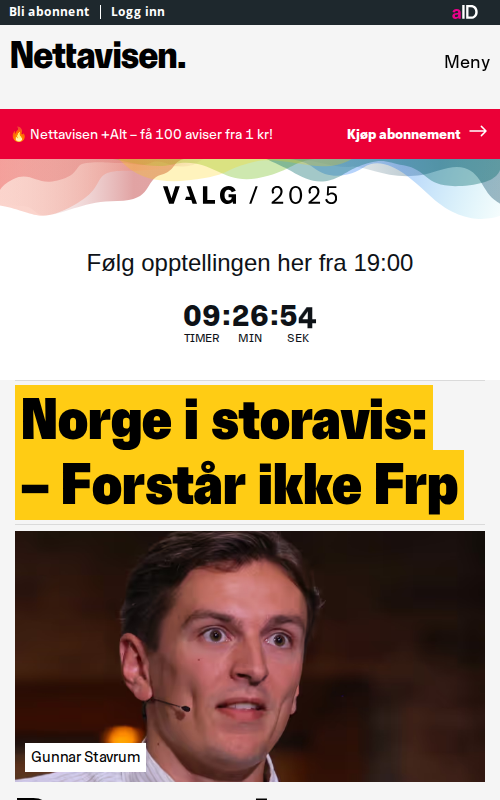 Bli abonnent | Logg inn
aID
Nettavisen.
Meny
🔥 Nettavisen +Alt – få 100 aviser fra 1 kr!
Kjøp abonnement →
VALG / 2025
Følg opptellingen her fra 19:00
09:26:54
TIMER MIN SEK
Norge i storavis:
– Forstår ikke Frp
Gunnar Stavrum